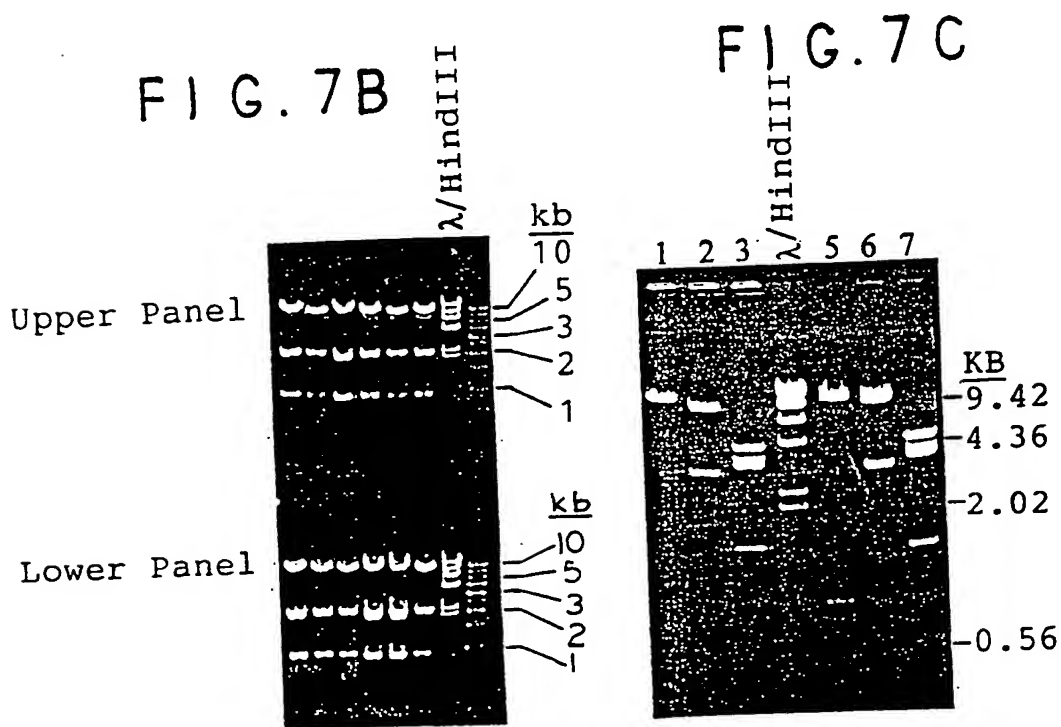 FIG. 7B
λ/HindIII
kb
10
5
3
2
1
Upper Panel
kb
10
5
3
2
1
Lower Panel
FIG. 7C
λ/HindIII
1 2 3 5 6 7
KB
-9.42
-4.36
-2.02
-0.56